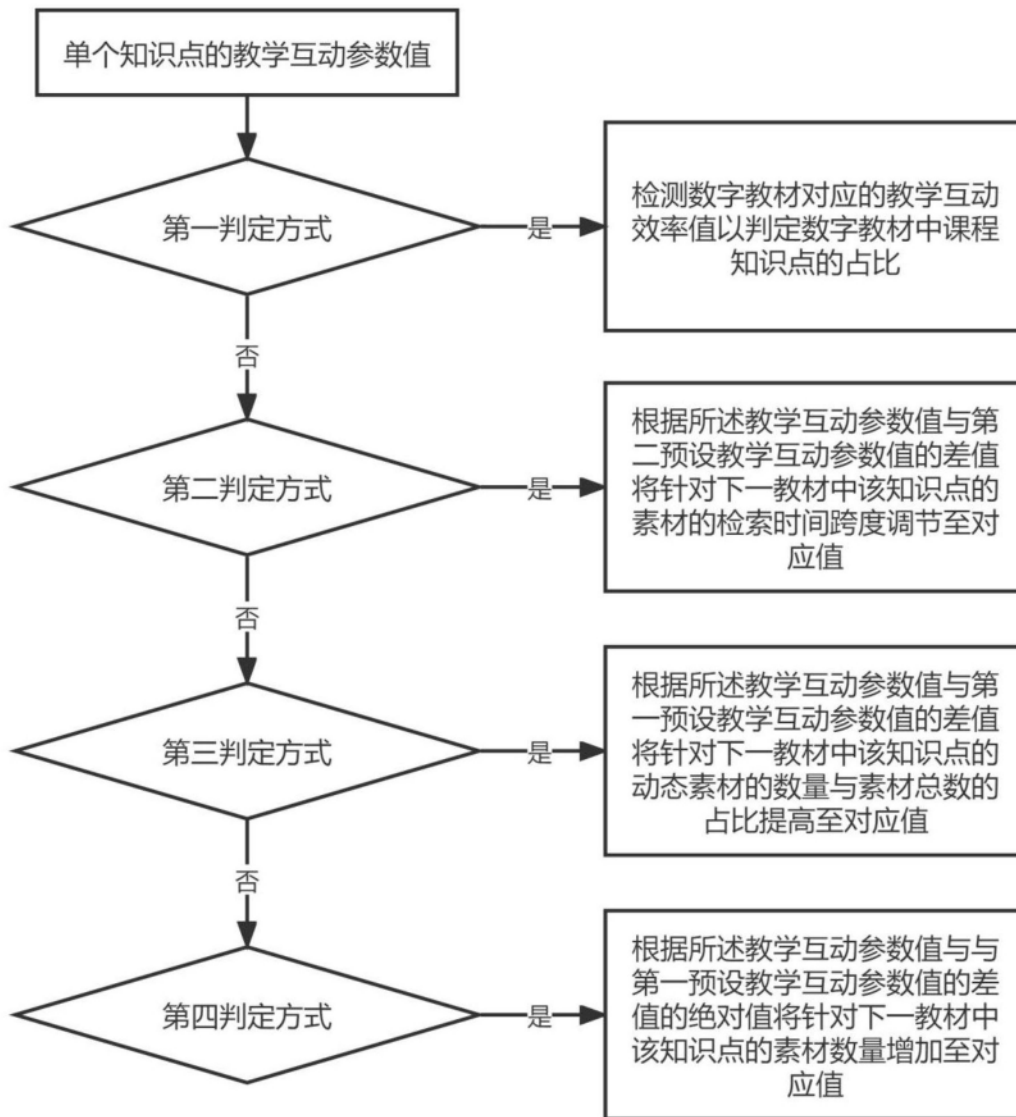 单个知识点的教学互动参数值
第一判定方式
是
检测数字教材对应的教学互动
效率值以判定数字教材中课程
知识点的占比
否
第二判定方式
是
根据所述教学互动参数值与第
二预设教学互动参数值的差值
将针对下一教材中该知识点的
素材的检索时间跨度调节至对
应值
否
第三判定方式
是
根据所述教学互动参数值与第
一预设教学互动参数值的差值
将针对下一教材中该知识点的
动态素材的数量与素材总数的
占比提高至对应值
否
第四判定方式
是
根据所述教学互动参数值与与
第一预设教学互动参数值的差
值的绝对值将针对下一教材中
该知识点的素材数量增加至对
应值